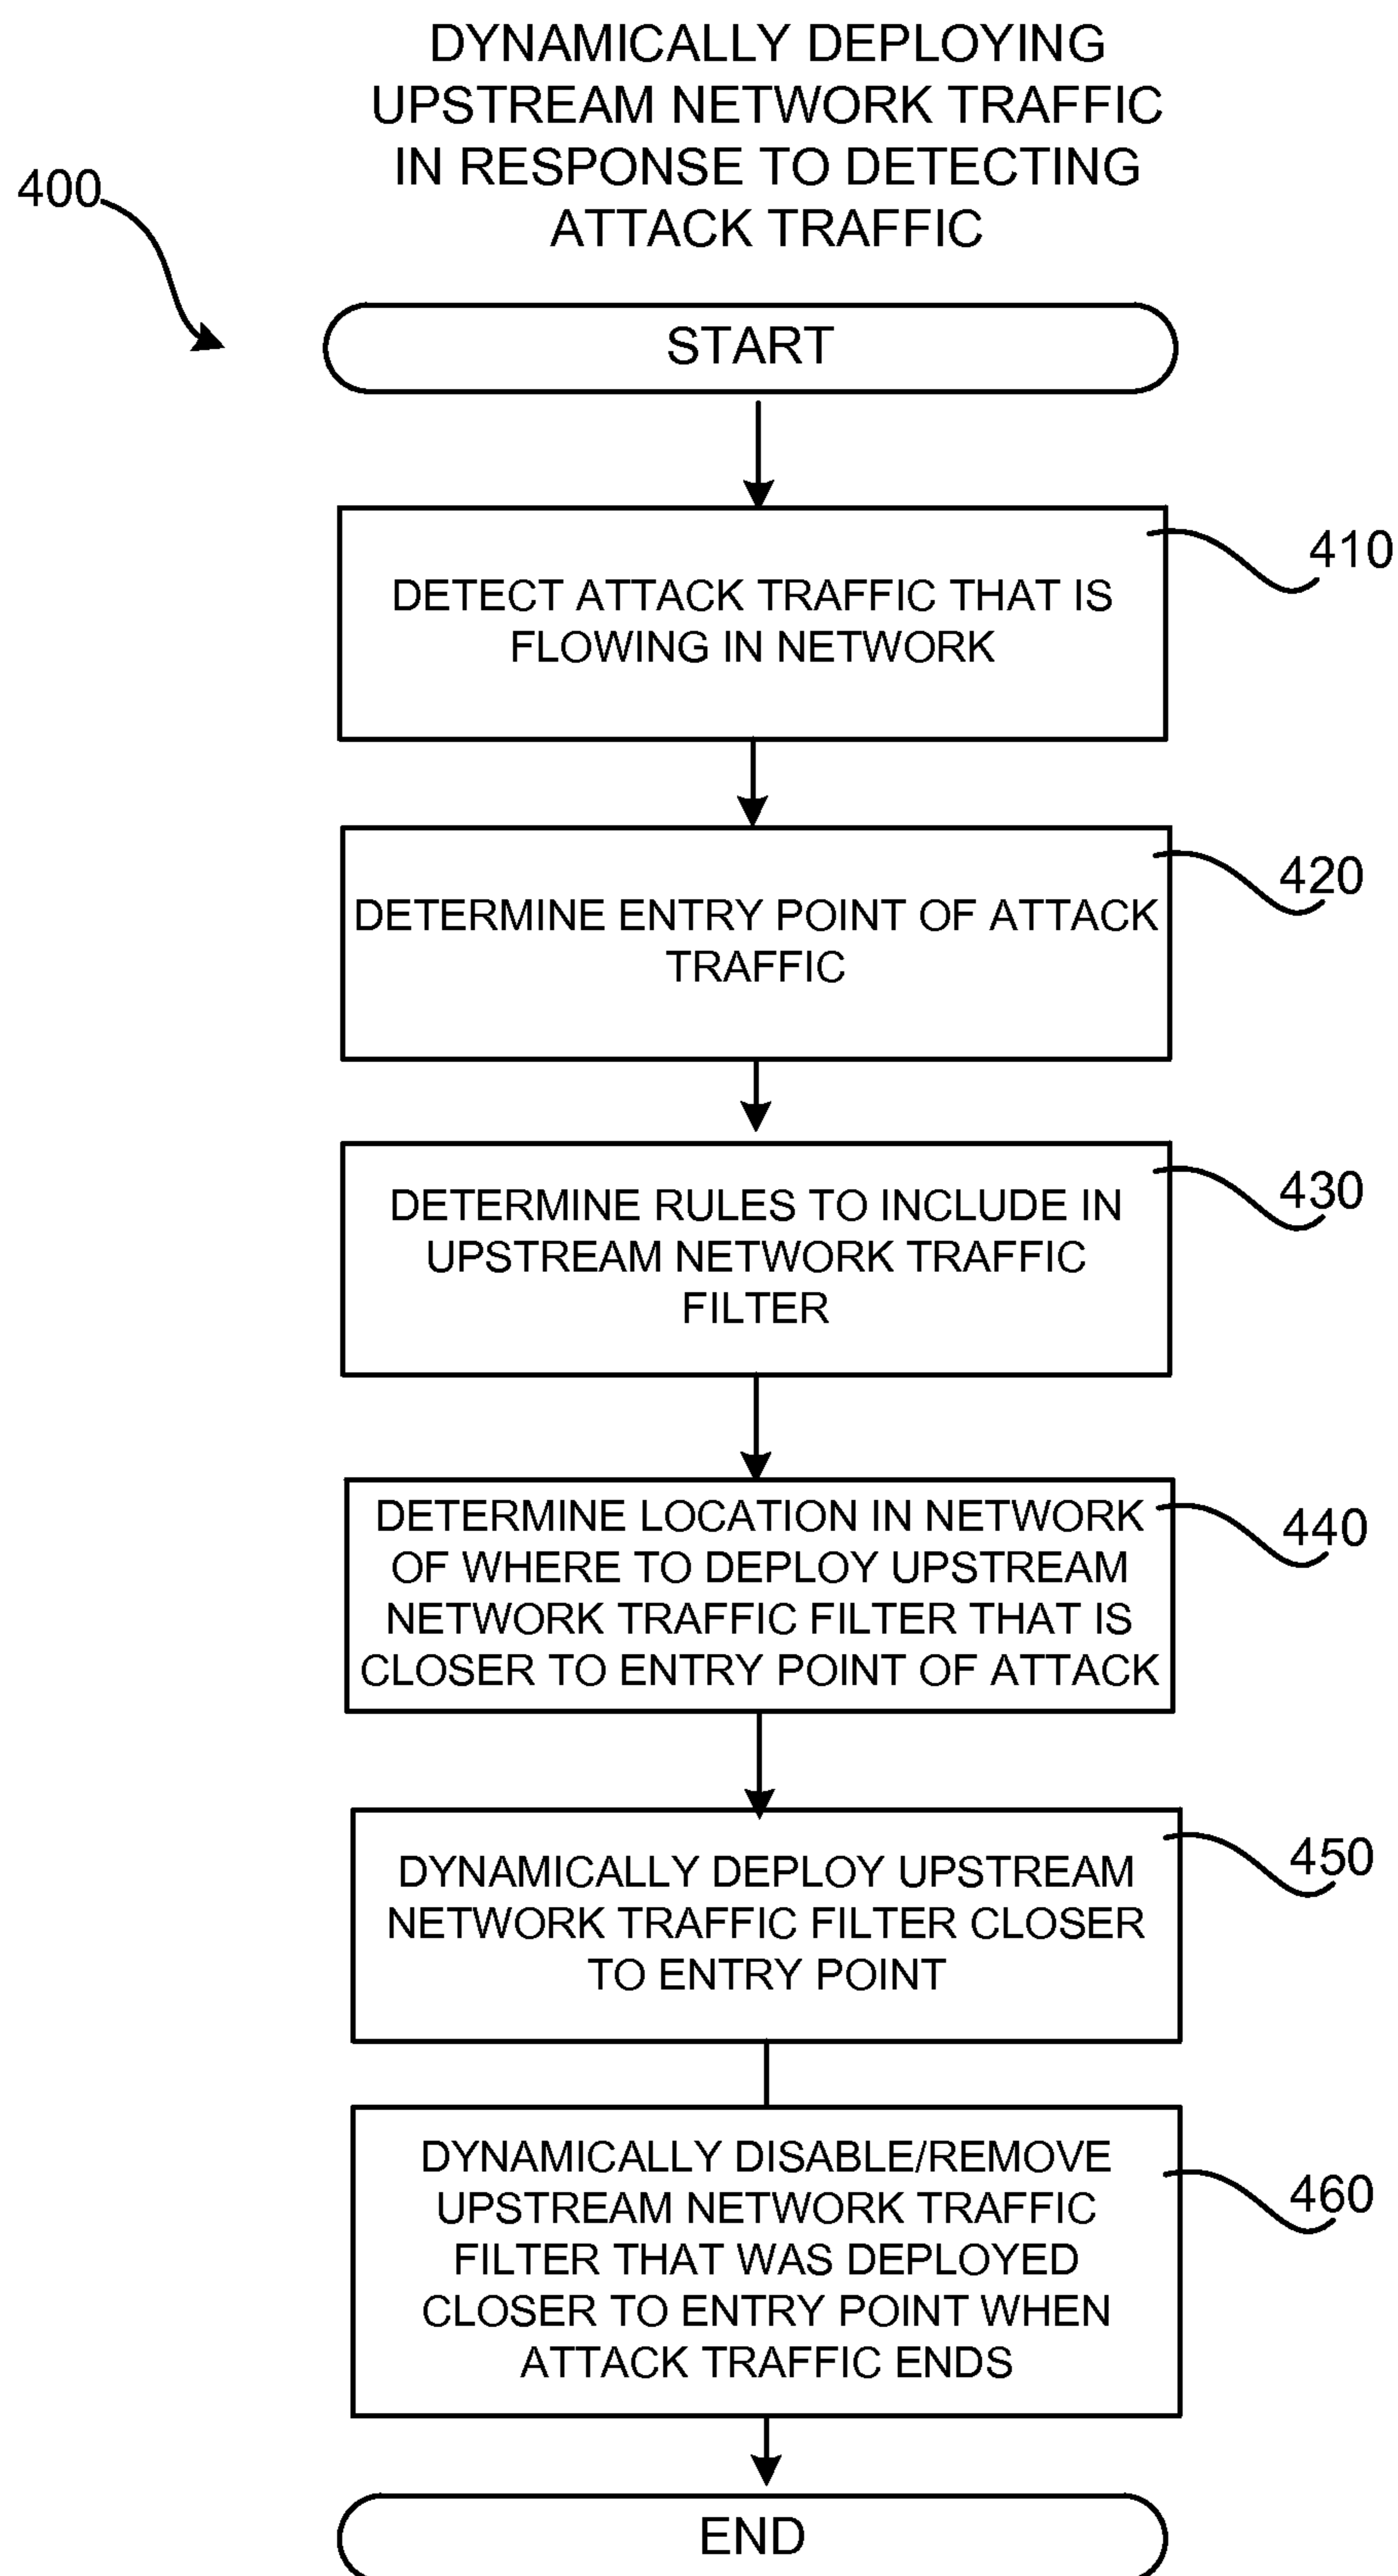 DYNAMICALLY DEPLOYING
UPSTREAM NETWORK TRAFFIC
IN RESPONSE TO DETECTING
ATTACK TRAFFIC
400
START
410
DETECT ATTACK TRAFFIC THAT IS
FLOWING IN NETWORK
420
DETERMINE ENTRY POINT OF ATTACK
TRAFFIC
430
DETERMINE RULES TO INCLUDE IN
UPSTREAM NETWORK TRAFFIC
FILTER
440
DETERMINE LOCATION IN NETWORK
OF WHERE TO DEPLOY UPSTREAM
NETWORK TRAFFIC FILTER THAT IS
CLOSER TO ENTRY POINT OF ATTACK
450
DYNAMICALLY DEPLOY UPSTREAM
NETWORK TRAFFIC FILTER CLOSER
TO ENTRY POINT
460
DYNAMICALLY DISABLE/REMOVE
UPSTREAM NETWORK TRAFFIC
FILTER THAT WAS DEPLOYED
CLOSER TO ENTRY POINT WHEN
ATTACK TRAFFIC ENDS
END